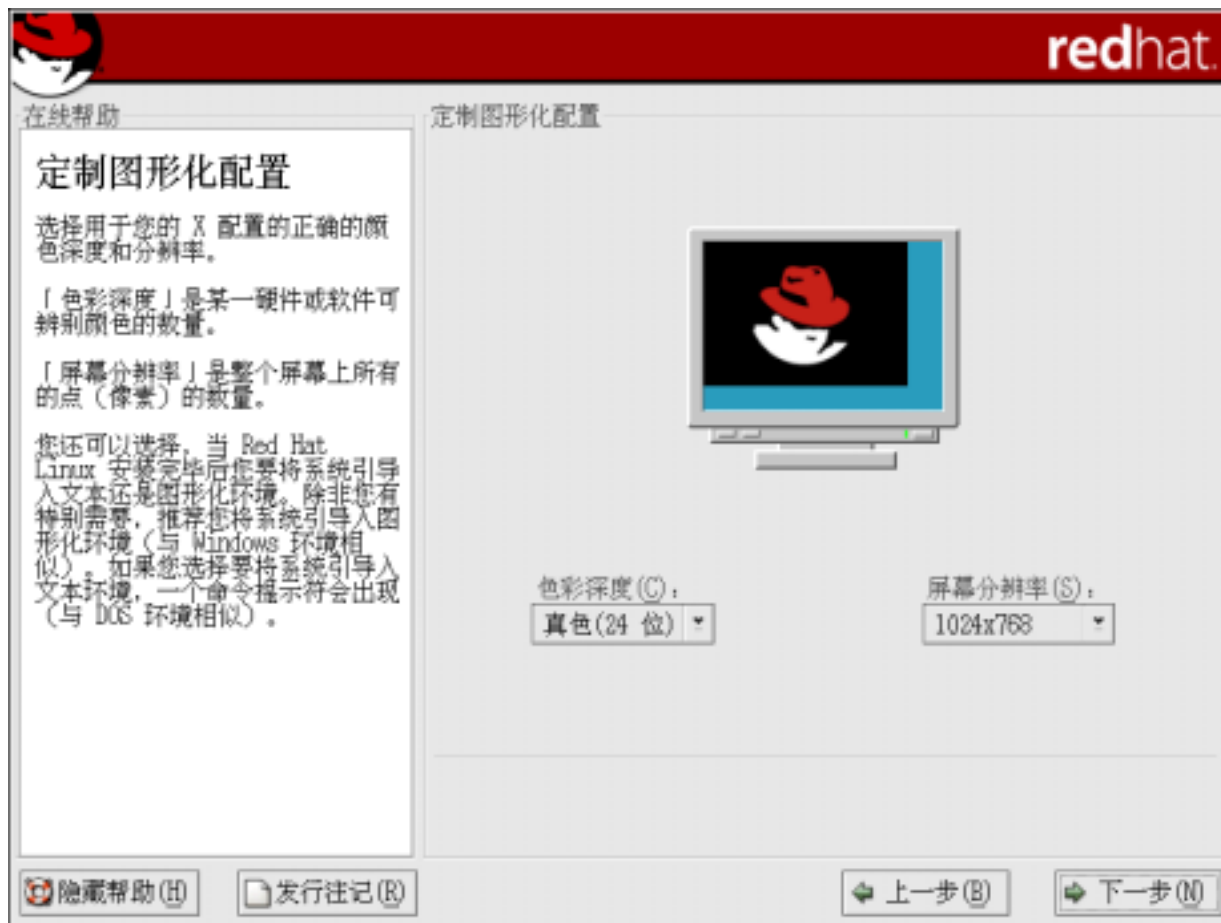 redhat.
在线帮助
定制图形化配置
选择用于您的 X 配置的正确的颜
色深度和分辨率。
「色彩深度」是某一硬件或软件可
辨别颜色的数量。
「屏幕分辨率」是整个屏幕上所有
的点（像素）的数量。
您还可以选择，当 Red Hat
Linux 安装完毕后您要将系统引导
入文本还是图形化环境。除非您有
特别需要，推荐您将系统引导入图
形化环境（与 Windows 环境相
似）。如果您选择要将系统引导入
文本环境，一个命令提示符会出现
（与 DOS 环境相似）。
定制图形化配置
色彩深度(C)：
真色(24 位)
屏幕分辨率(S)：
1024x768
隐藏帮助(H)
发行注记(R)
上一步(B)
下一步(N)